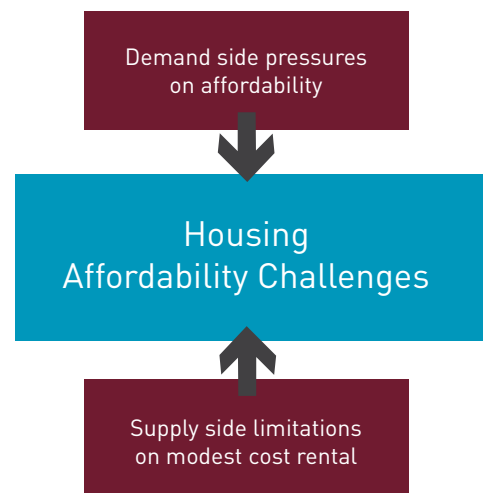 Demand side pressures
on affordability
Housing
Affordability Challenges
Supply side limitations
on modest cost rental